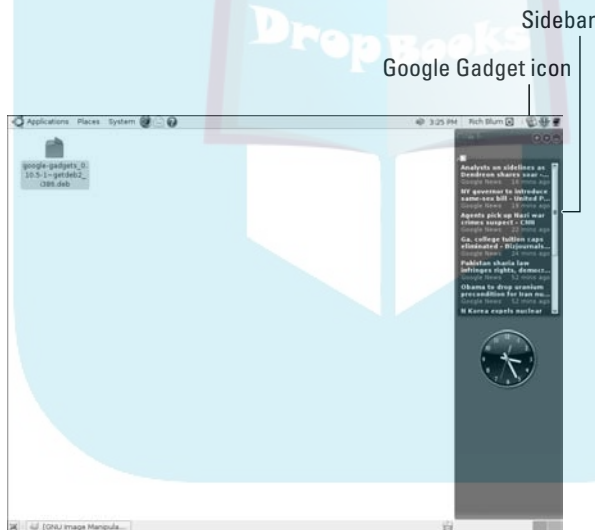 Sidebar
DropBooks
Google Gadget icon
Applications Places System 3:25 PM Rich Blum
google-gadgets_0.
10.5-1~getdeb2_
i386.deb
Analysts on sidelines as
Dendreon shares soar -...
Google News 18 mins ago
NY governor to introduce
same-sex bill - United P...
Google News 19 mins ago
Agents pick up Nazi war
crimes suspect - CNN
Google News 22 mins ago
Ga. college tuition caps
eliminated - Bizjournals...
Google News 24 mins ago
Pakistan sharia law
infringes rights, democr...
Google News 52 mins ago
Obama to drop uranium
precondition for Iran nu...
Google News 52 mins ago
N Korea expels nuclear
[GNU Image Manipula...